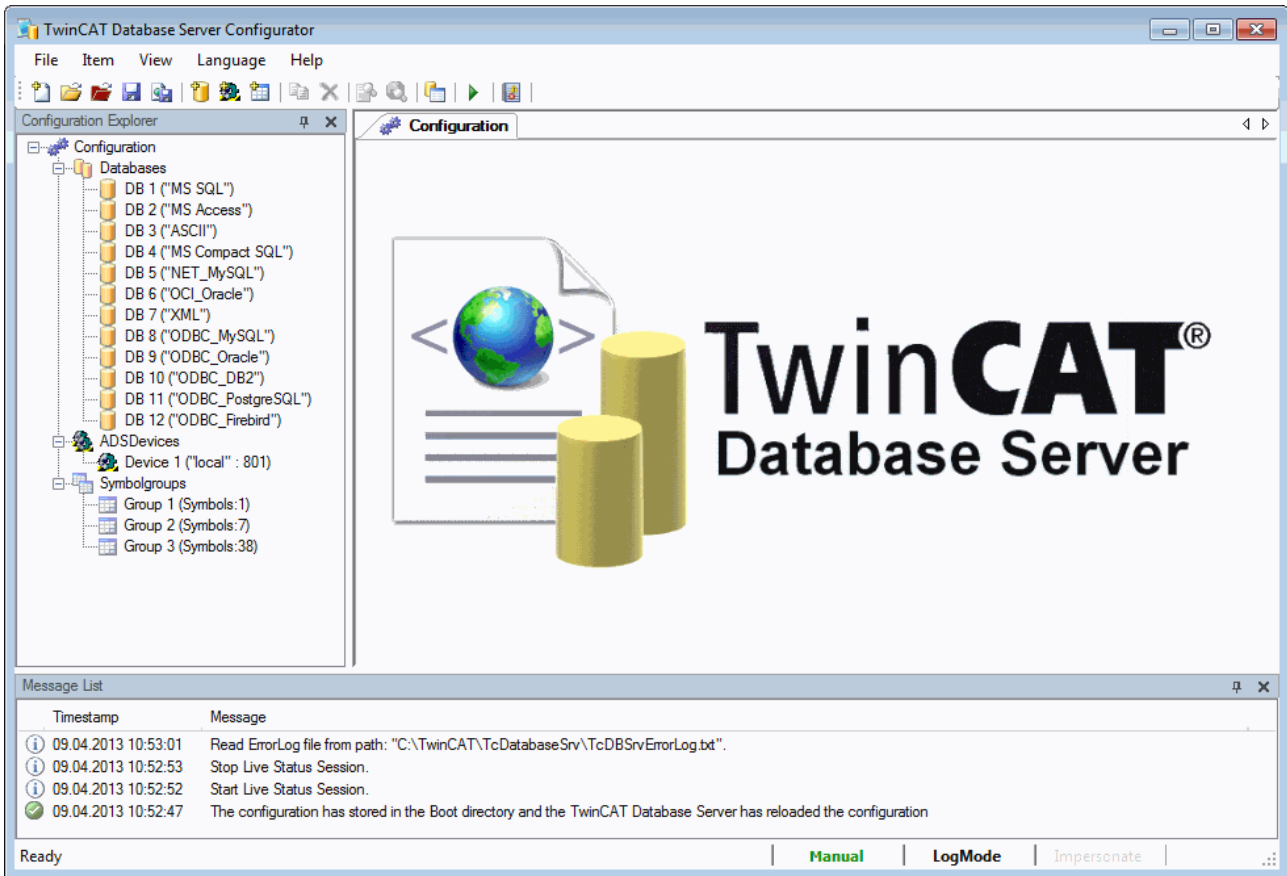 TwinCAT Database Server Configurator
File Item View Language Help
Configuration Explorer
Configuration
Configuration
Databases
DB 1 ("MS SQL")
DB 2 ("MS Access")
DB 3 ("ASCII")
DB 4 ("MS Compact SQL")
DB 5 ("NET_MySQL")
DB 6 ("OCI_Oracle")
DB 7 ("XML")
DB 8 ("ODBC_MySQL")
DB 9 ("ODBC_Oracle")
DB 10 ("ODBC_DB2")
DB 11 ("ODBC_PostgreSQL")
DB 12 ("ODBC_Firebird")
ADSDevices
Device 1 ("local" : 801)
Symbolgroups
Group 1 (Symbols:1)
Group 2 (Symbols:7)
Group 3 (Symbols:38)
TwinCAT®
Database Server
Message List
Timestamp Message
09.04.2013 10:53:01 Read ErrorLog file from path: "C:\TwinCAT\TcDatabaseSrv\TcDBSrvErrorLog.txt".
09.04.2013 10:52:53 Stop Live Status Session.
09.04.2013 10:52:52 Start Live Status Session.
09.04.2013 10:52:47 The configuration has stored in the Boot directory and the TwinCAT Database Server has reloaded the configuration
Ready Manual LogMode Impersonate